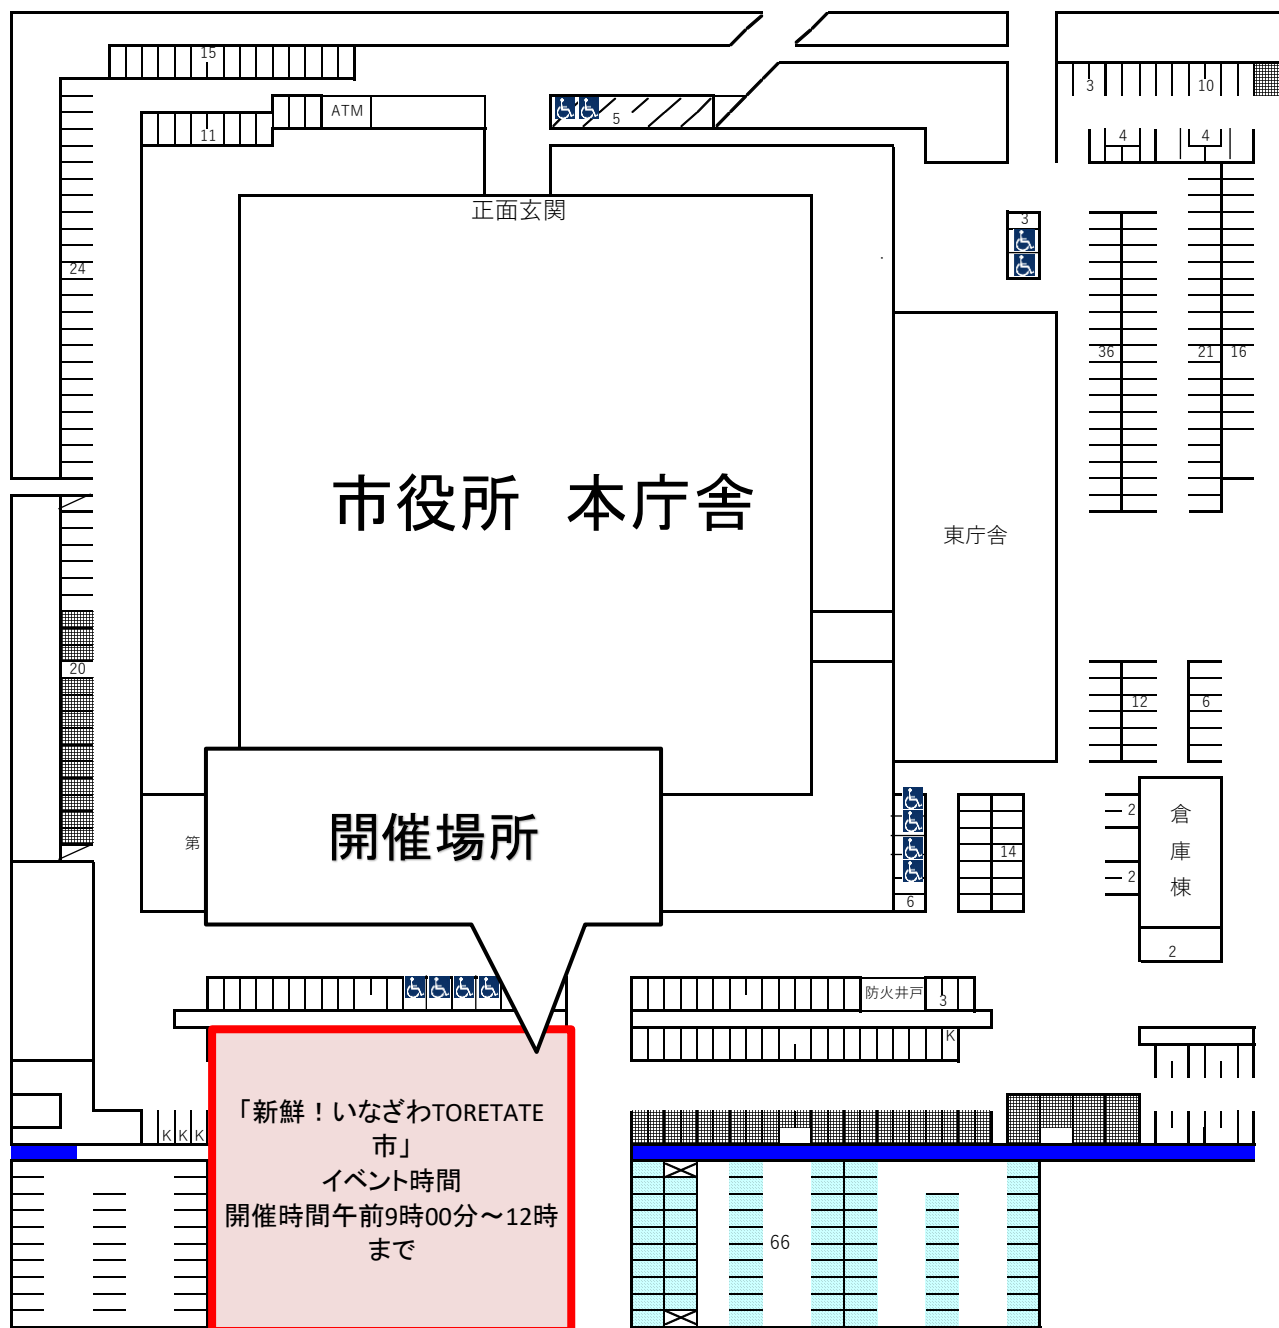 15
3
10
ATM
5
11
4
4
正面玄関
3
24
36
21
16
市役所　本庁舎
東庁舎
20
12
6
開催場所
第
14
2
倉
庫
棟
2
6
2
防火井戸
3
K
「新鮮！いなざわTORETATE
市」
イベント時間
開催時間午前9時00分～12時
まで
K
K
K
66